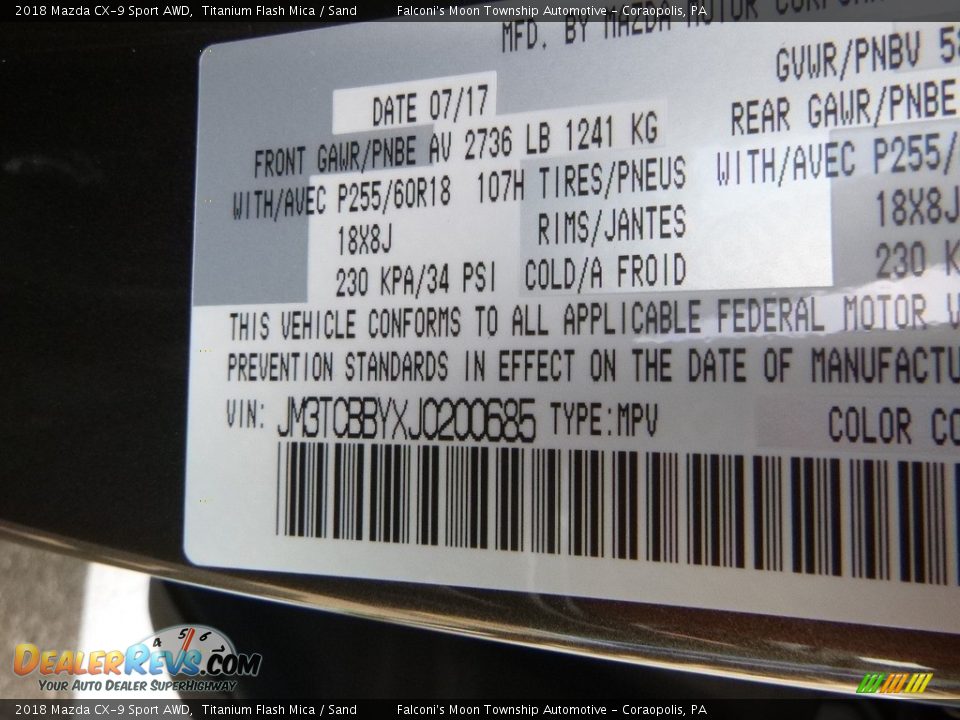 2018 Mazda CX-9 Sport AWD, Titanium Flash Mica / Sand Falconi's Moon Township Automotive - Coraopolis, PA
MFD. BY MAZDA MOTOR
DATE 07/17
GVWR/PNBV
FRONT GAWR/PNBE AV 2736 LB 1241 KG
REAR GAWR/PNBE
WITH/AVEC P255/60R18 107H TIRES/PNEUS
WITH/AVEC P255/
18X8J RIMS/JANTES
18X8J
230 KPA/34 PSI COLD/A FROID
230
THIS VEHICLE CONFORMS TO ALL APPLICABLE FEDERAL MOTOR
PREVENTION STANDARDS IN EFFECT ON THE DATE OF MANUFACTU
VIN: JM3TCBBYXJ0200685 TYPE:MPV COLOR CO
4 5 6
DEALERREVS.COM
YOUR AUTO DEALER SUPERHIGHWAY
2018 Mazda CX-9 Sport AWD, Titanium Flash Mica / Sand Falconi's Moon Township Automotive - Coraopolis, PA